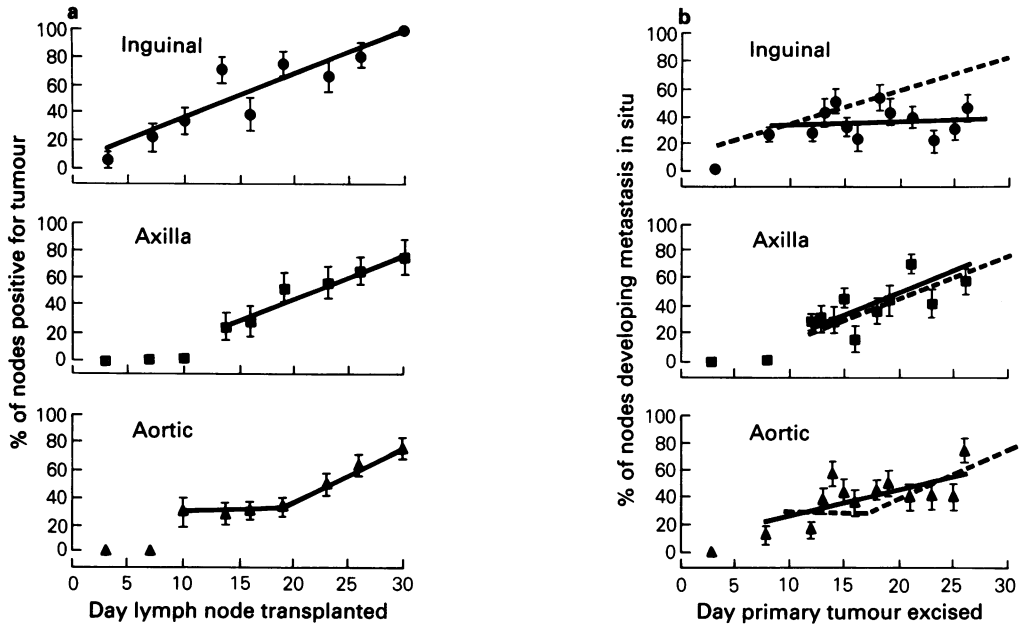 a
% of nodes positive for tumour
Inguinal
100
80
60
40
20
0
Axilla
100
80
60
40
20
0
Aortic
100
80
60
40
20
0
0 5 10 15 20 25 30
Day lymph node transplanted
b
% of nodes developing metastasis in situ
Inguinal
100
80
60
40
20
0
Axilla
100
80
60
40
20
0
Aortic
100
80
60
40
20
0
0 5 10 15 20 25 30
Day primary tumour excised